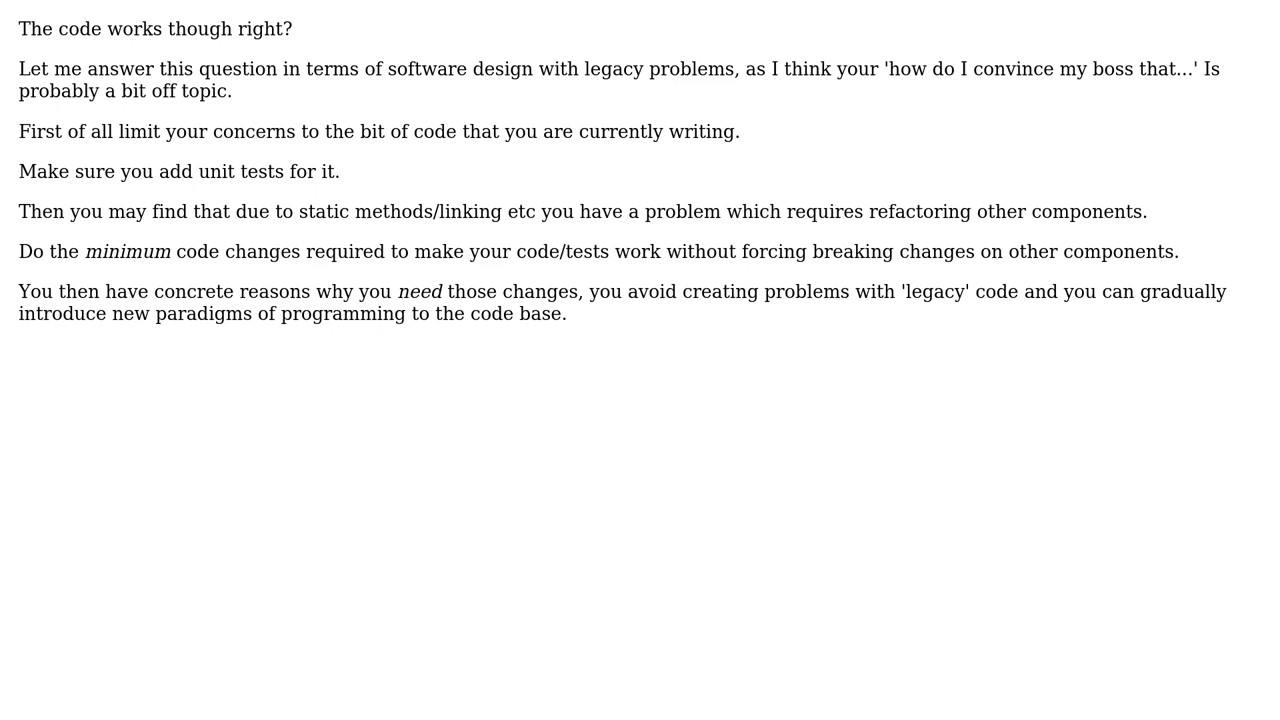 The code works though right?
Let me answer this question in terms of software design with legacy problems, as I think your 'how do I convince my boss that...' Is
probably a bit off topic.
First of all limit your concerns to the bit of code that you are currently writing.
Make sure you add unit tests for it.
Then you may find that due to static methods/linking etc you have a problem which requires refactoring other components.
Do the minimum code changes required to make your code/tests work without forcing breaking changes on other components.
You then have concrete reasons why you need those changes, you avoid creating problems with 'legacy' code and you can gradually
introduce new paradigms of programming to the code base.